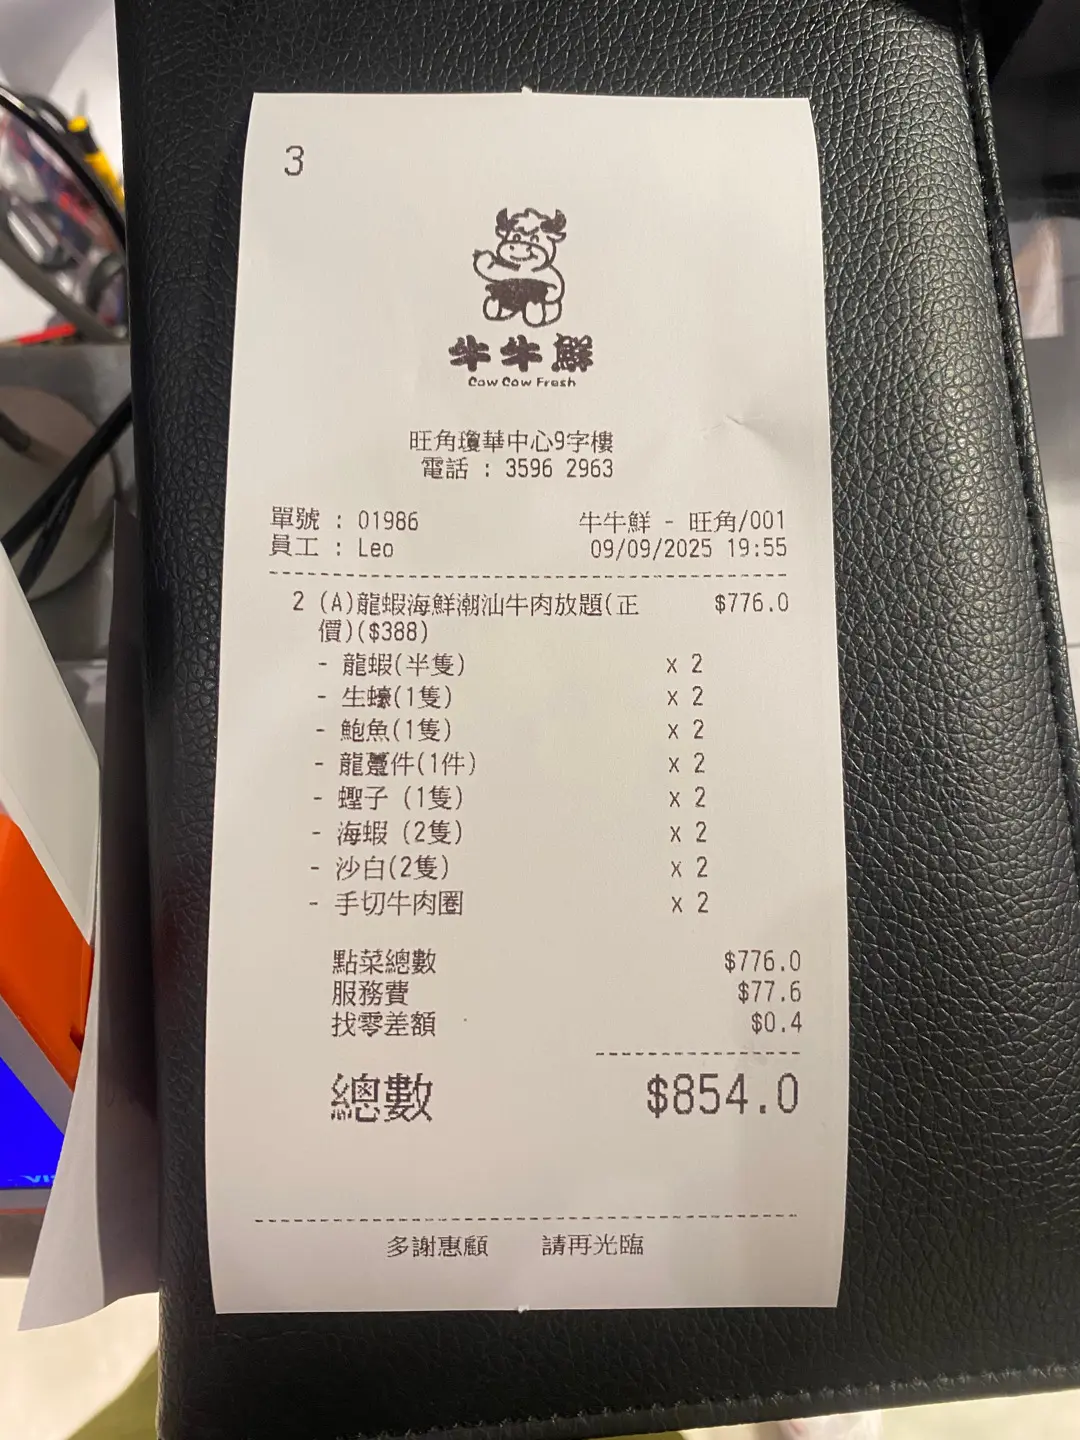 3
牛牛鮮
Cow Cow Fresh
旺角瓊華中心9字樓
電話 : 3596 2963
單號 : 01986 牛牛鮮 - 旺角/001
員工 : Leo 09/09/2025 19:55
2 (A)龍蝦海鮮潮汕牛肉放題(正 $776.0
價)($388)
- 龍蝦(半隻) x 2
- 生蠔(1隻) x 2
- 鮑魚(1隻) x 2
- 龍躉件(1件) x 2
- 蟶子 (1隻) x 2
- 海蝦 (2隻) x 2
- 沙白(2隻) x 2
- 手切牛肉圈 x 2
點菜總數 $776.0
服務費 $77.6
找零差額 $0.4
總數 $854.0
多謝惠顧 請再光臨